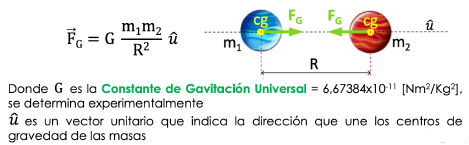 F⃗G = G m1m2 / R² û
cg FG FG cg û
m1 m2
R
Donde G es la Constante de Gavitación Universal = 6,67384x10⁻¹¹ [Nm²/Kg²],
se determina experimentalmente
û es un vector unitario que indica la dirección que une los centros de
gravedad de las masas